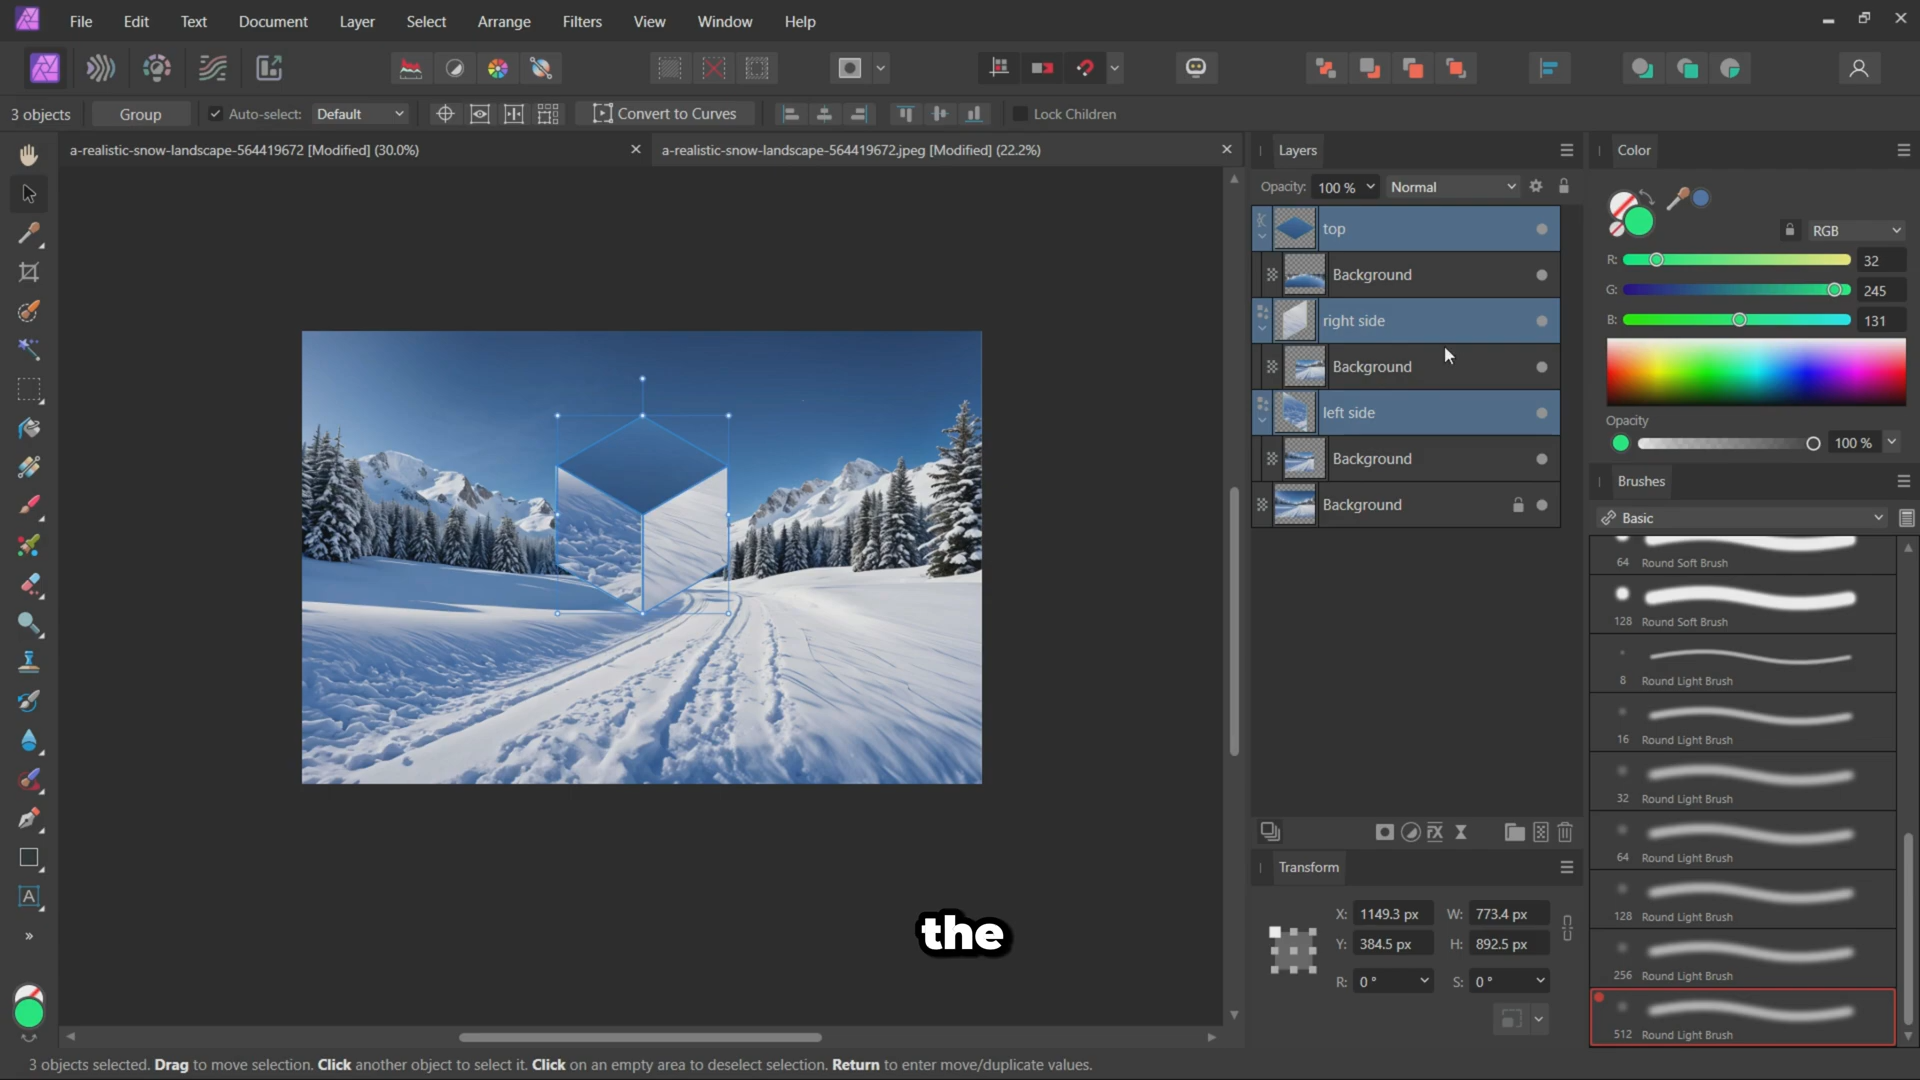 File Edit Text Document Layer Select Arrange Filters View Window Help
3 objects Group Auto-select: Default Convert to Curves Lock Children
a-realistic-snow-landscape-564419672 [Modified] (30.0%)
a-realistic-snow-landscape-564419672.jpeg [Modified] (22.2%)
Layers
Opacity: 100 % Normal
top
Background
right side
Background
left side
Background
Background
Transform
X: 1149.3 px W: 773.4 px
Y: 384.5 px H: 892.5 px
R: 0 ° S: 0 °
Color
RGB
R: 32
G: 245
B: 131
Opacity
100 %
Brushes
Basic
64 Round Soft Brush
128 Round Soft Brush
8 Round Light Brush
16 Round Light Brush
32 Round Light Brush
64 Round Light Brush
128 Round Light Brush
256 Round Light Brush
512 Round Light Brush
the
3 objects selected. Drag to move selection. Click another object to select it. Click on an empty area to deselect selection. Return to enter move/duplicate values.